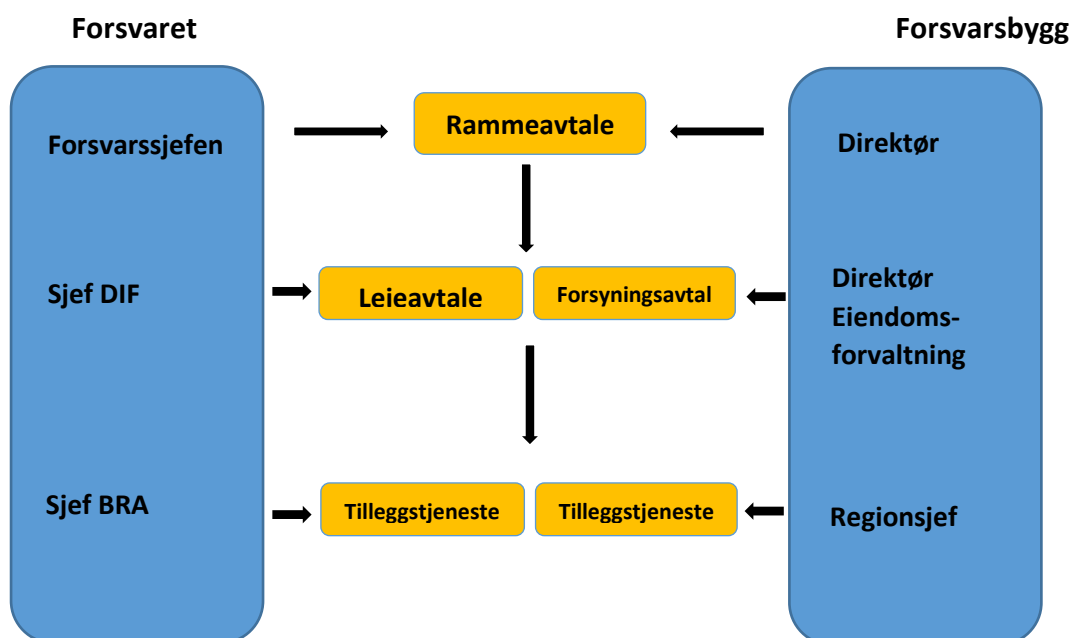 Forsvaret
Forsvarsbygg
Forsvarssjefen
Rammeavtale
Direktør
Sjef DIF
Leieavtale
Forsyningsavtal
Direktør
Eiendoms-
forvaltning
Sjef BRA
Tilleggstjeneste
Tilleggstjeneste
Regionsjef